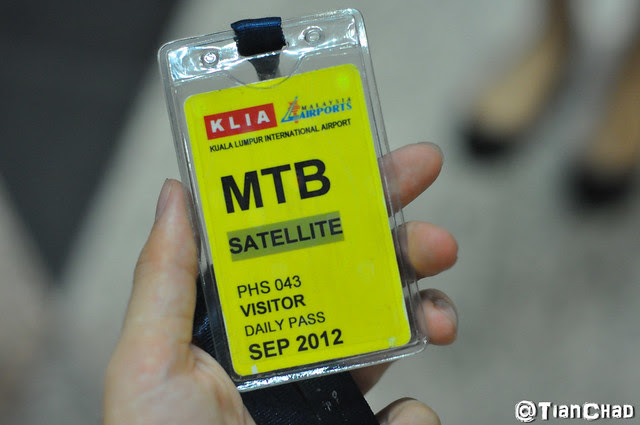 KLIA
MALAYSIA
AIRPORTS
KUALA LUMPUR INTERNATIONAL AIRPORT
MTB
SATELLITE
PHS 043
VISITOR
DAILY PASS
SEP 2012
@TianChad